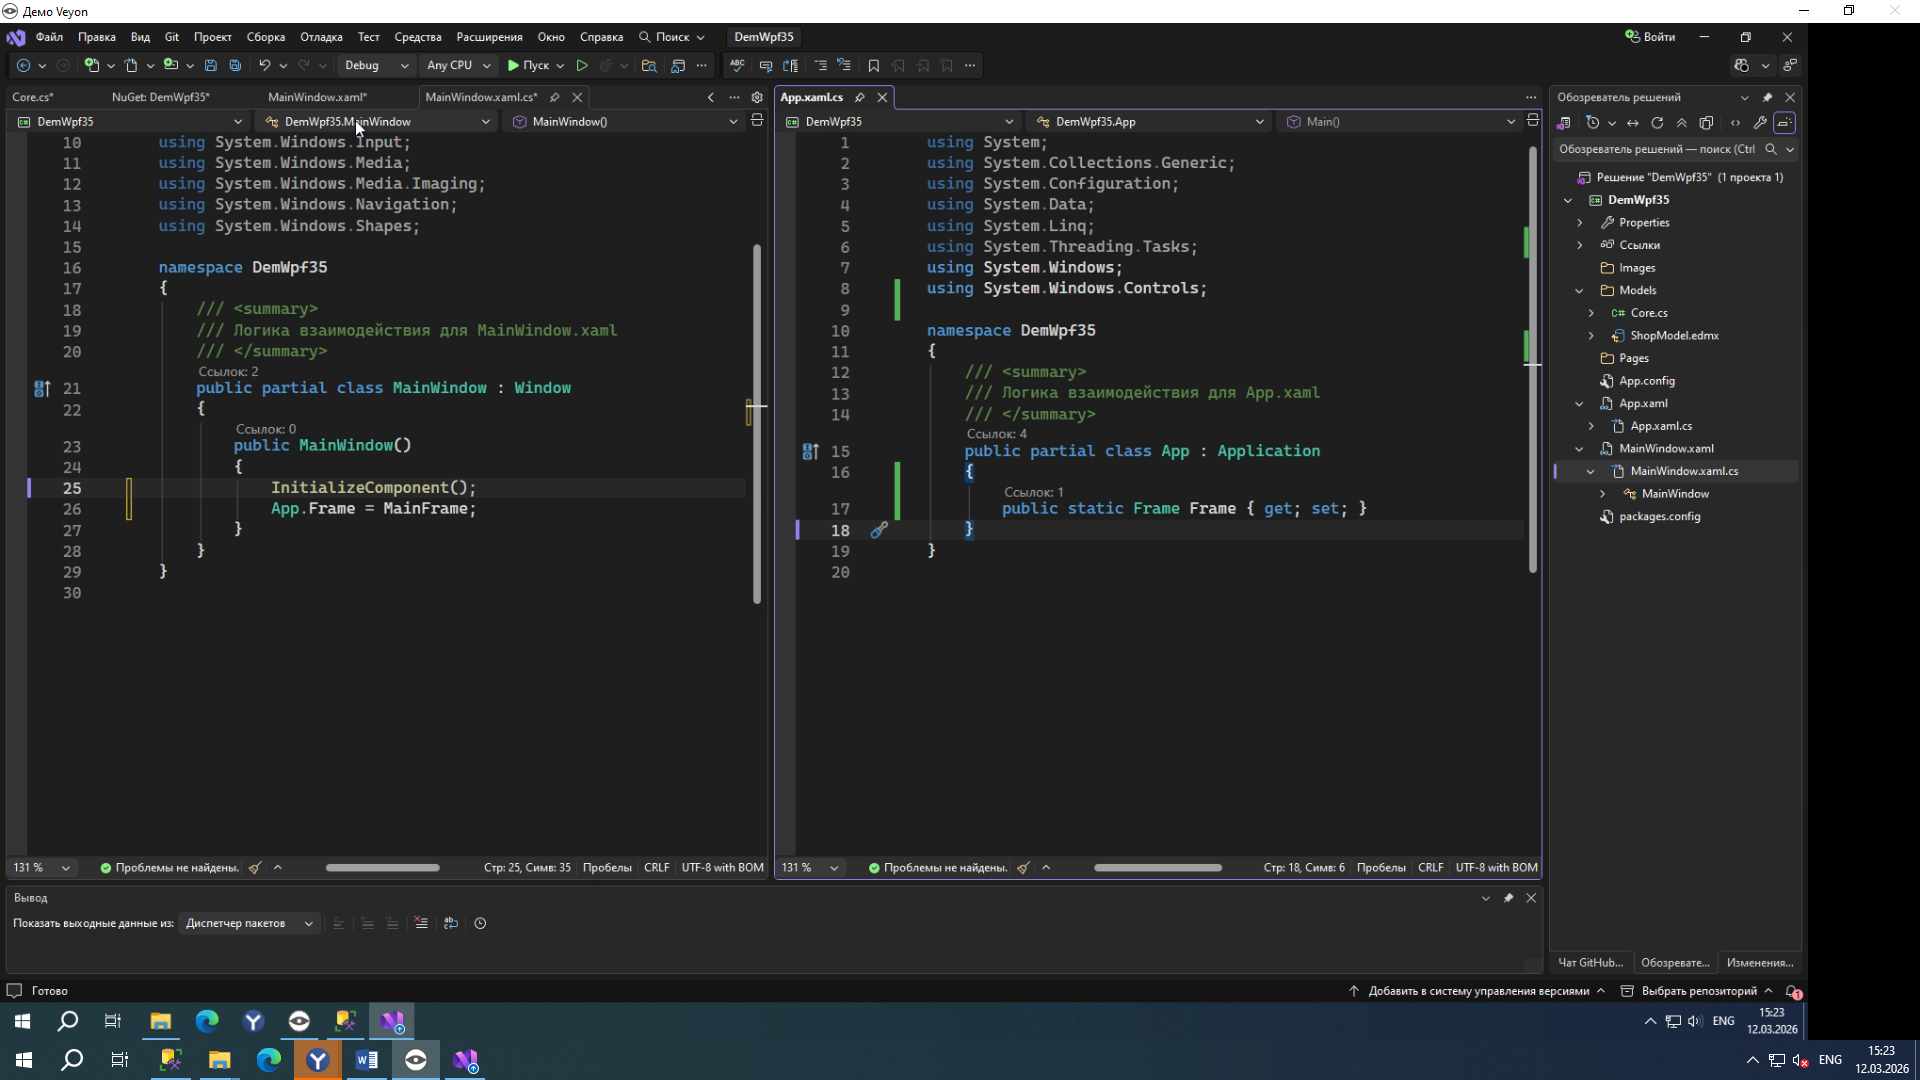 Демо Veyon
Файл Правка Вид Git Проект Сборка Отладка Тест Средства Расширения Окно Справка Поиск DemWpf35 Войти
Debug Any CPU Пуск
Core.cs* NuGet: DemWpf35* MainWindow.xaml* MainWindow.xaml.cs*
DemWpf35 DemWpf35.MainWindow MainWindow()
10 using System.Windows.Input;
11 using System.Windows.Media;
12 using System.Windows.Media.Imaging;
13 using System.Windows.Navigation;
14 using System.Windows.Shapes;
15
16 namespace DemWpf35
17 {
18 /// <summary>
19 /// Логика взаимодействия для MainWindow.xaml
20 /// </summary>
Ссылок: 2
21 public partial class MainWindow : Window
22 {
Ссылок: 0
23 public MainWindow()
24 {
25 InitializeComponent();
26 App.Frame = MainFrame;
27 }
28 }
29 }
30
131 % Проблемы не найдены. Стр: 25, Симв: 35 Пробелы CRLF UTF-8 with BOM
App.xaml.cs
DemWpf35 DemWpf35.App Main()
1 using System;
2 using System.Collections.Generic;
3 using System.Configuration;
4 using System.Data;
5 using System.Linq;
6 using System.Threading.Tasks;
7 using System.Windows;
8 using System.Windows.Controls;
9
10 namespace DemWpf35
11 {
12 /// <summary>
13 /// Логика взаимодействия для App.xaml
14 /// </summary>
Ссылок: 4
15 public partial class App : Application
16 {
Ссылок: 1
17 public static Frame Frame { get; set; }
18 }
19 }
20
131 % Проблемы не найдены. Стр: 18, Симв: 6 Пробелы CRLF UTF-8 with BOM
Обозреватель решений
Обозреватель решений — поиск (Ctrl
Решение "DemWpf35" (1 проекта 1)
DemWpf35
Properties
Ссылки
Images
Models
C# Core.cs
ShopModel.edmx
Pages
App.config
App.xaml
App.xaml.cs
MainWindow.xaml
MainWindow.xaml.cs
MainWindow
packages.config
Чат GitHub... Обозревате... Изменения...
Вывод
Показать выходные данные из: Диспетчер пакетов
Готово Добавить в систему управления версиями Выбрать репозиторий 1
ENG 15:23
12.03.2026
ENG 15:23
12.03.2026